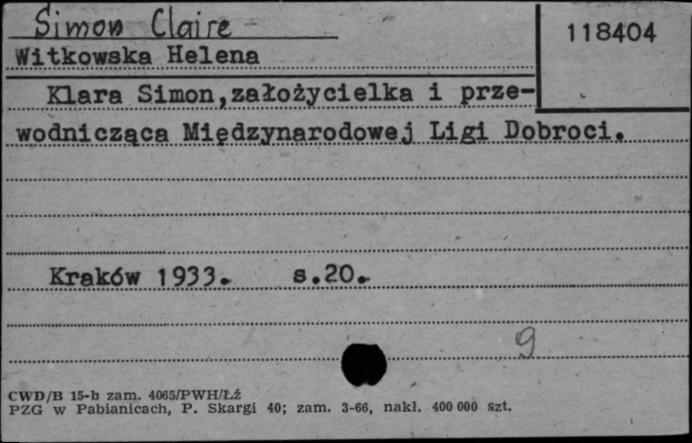 Simon Claire
118404
Witkowska Helena
Klara Simon,założycielka i prze-
wodnicząca Międzynarodowej Ligi Dobroci.
Kraków 1933. s.20.
9
CWD/B 15-b zam. 4065/PWH/Łź
PZG w Pabianicach, P. Skargi 40; zam. 3-66, nakł. 400 000 szt.